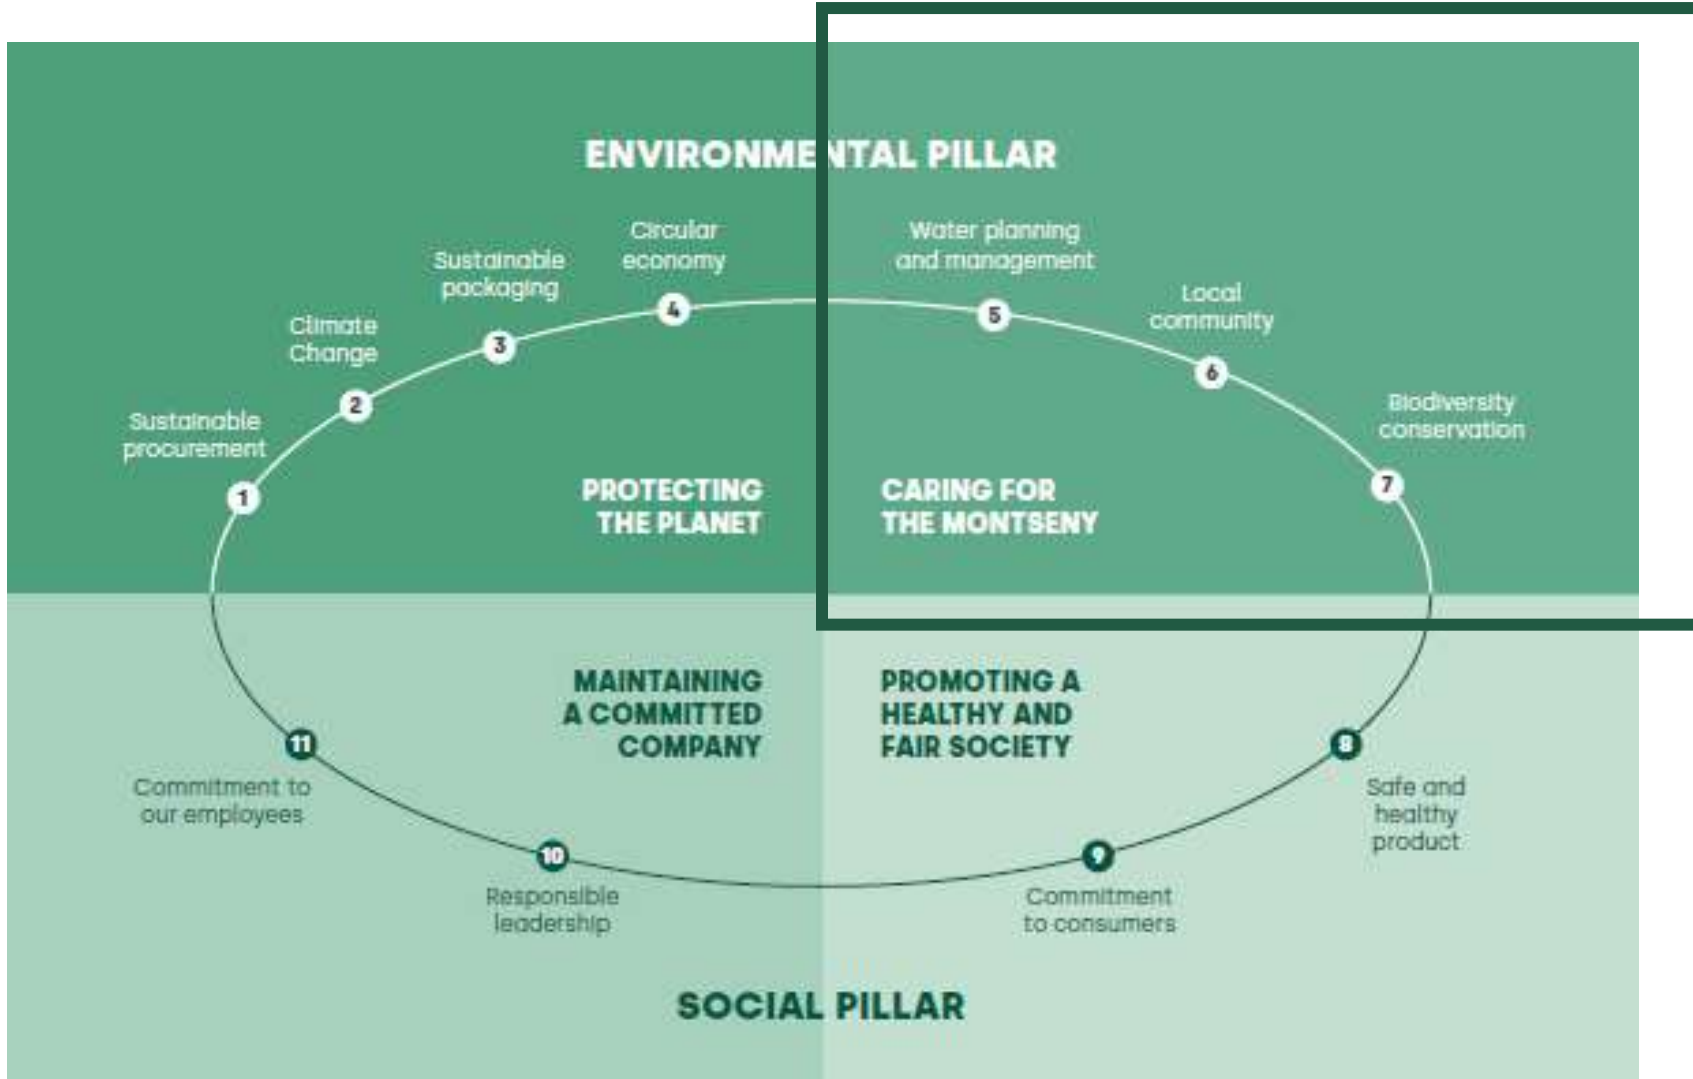 ENVIRONMENTAL PILLAR
Circular
economy
Water planning
and management
Sustainable
packaging
Local
community
Climate
Change
Biodiversity
conservation
Sustainable
procurement
4
5
3
6
2
7
1
PROTECTING
THE PLANET
CARING FOR
THE MONTSENY
MAINTAINING
A COMMITTED
COMPANY
PROMOTING A
HEALTHY AND
FAIR SOCIETY
11
8
Commitment to
our employees
Safe and
healthy
product
10
9
Responsible
leadership
Commitment
to consumers
SOCIAL PILLAR